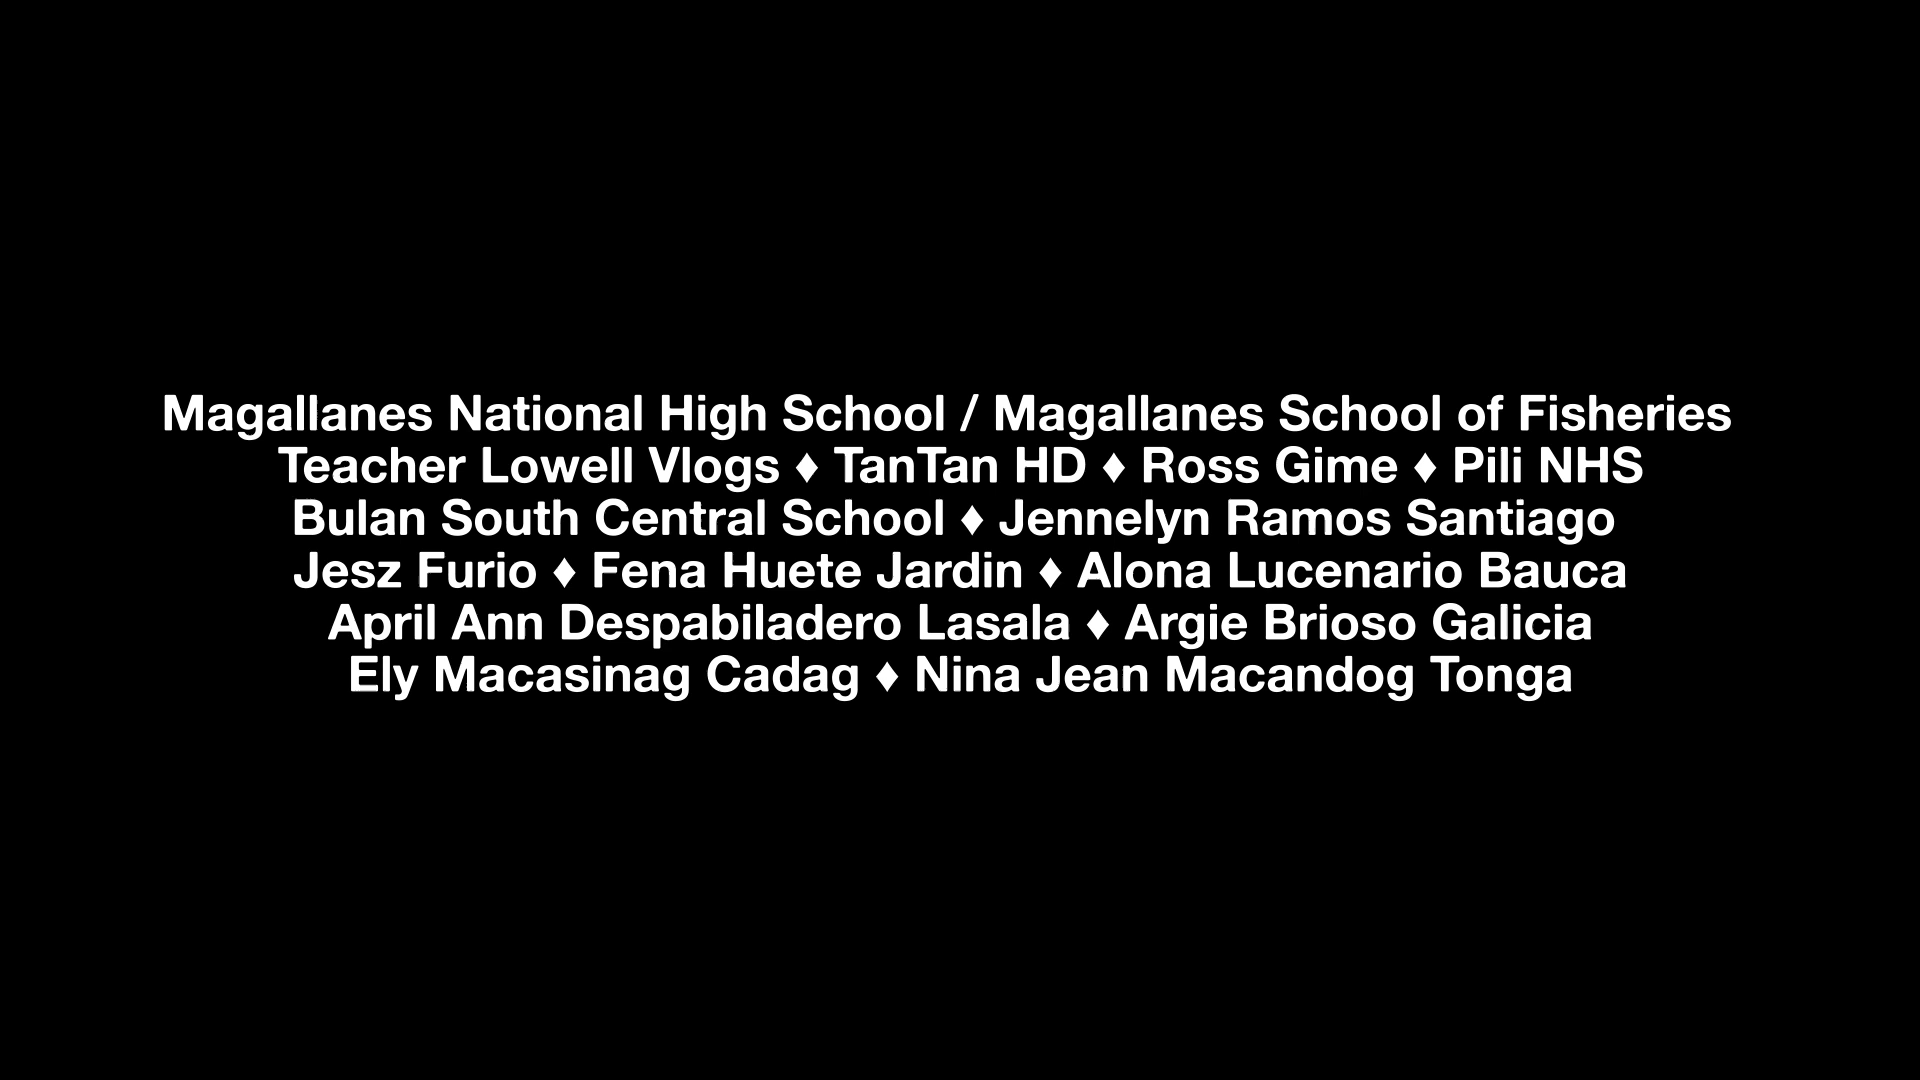 Magallanes National High School / Magallanes School of Fisheries
Teacher Lowell Vlogs ♦ TanTan HD ♦ Ross Gime ♦ Pili NHS
Bulan South Central School ♦ Jennelyn Ramos Santiago
Jesz Furio ♦ Fena Huete Jardin ♦ Alona Lucenario Bauca
April Ann Despabiladero Lasala ♦ Argie Brioso Galicia
Ely Macasinag Cadag ♦ Nina Jean Macandog Tonga